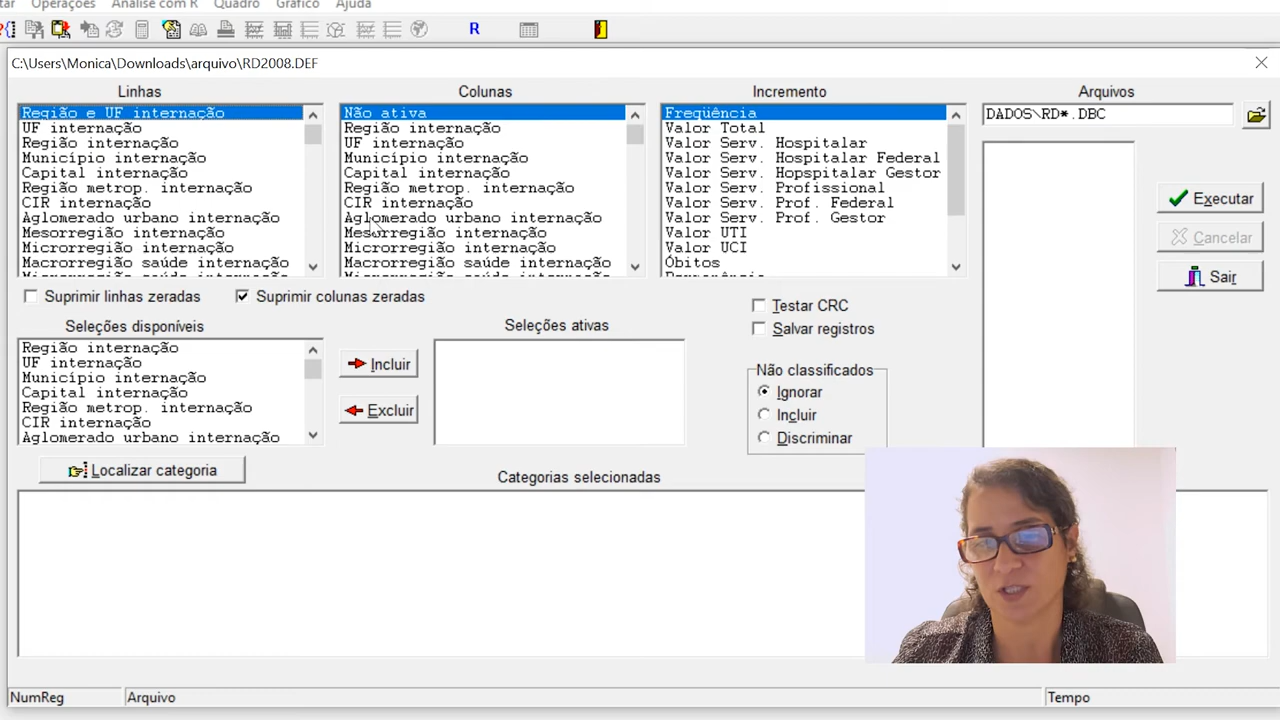 Operações Análise com R Quadro Gráfico Ajuda
R
C:\Users\Monica\Downloads\arquivo\RD2008.DEF
Linhas
Região e UF internação
UF internação
Região internação
Município internação
Capital internação
Região metrop. internação
CIR internação
Aglomerado urbano internação
Mesorregião internação
Microrregião internação
Macrorregião saúde internação
Colunas
Não ativa
Região internação
UF internação
Município internação
Capital internação
Região metrop. internação
CIR internação
Aglomerado urbano internação
Mesorregião internação
Microrregião internação
Macrorregião saúde internação
Incremento
Freqüência
Valor Total
Valor Serv. Hospitalar
Valor Serv. Hospitalar Federal
Valor Serv. Hopspitalar Gestor
Valor Serv. Profissional
Valor Serv. Prof. Federal
Valor Serv. Prof. Gestor
Valor UTI
Valor UCI
Óbitos
Arquivos
DADOS\RD*.DBC
Executar
Cancelar
Sair
Suprimir linhas zeradas
Suprimir colunas zeradas
Seleções disponíveis
Região internação
UF internação
Município internação
Capital internação
Região metrop. internação
CIR internação
Aglomerado urbano internação
Incluir
Excluir
Seleções ativas
Testar CRC
Salvar registros
Não classificados
Ignorar
Incluir
Discriminar
Localizar categoria
Categorias selecionadas
NumReg
Arquivo
Tempo